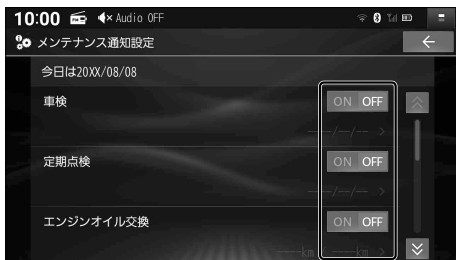 10:00 Audio OFF
メンテナンス通知設定
今日は20XX/08/08
車検 ON OFF
--/--/-- >
定期点検 ON OFF
--/--/-- >
エンジンオイル交換 ON OFF
----km / ----km >